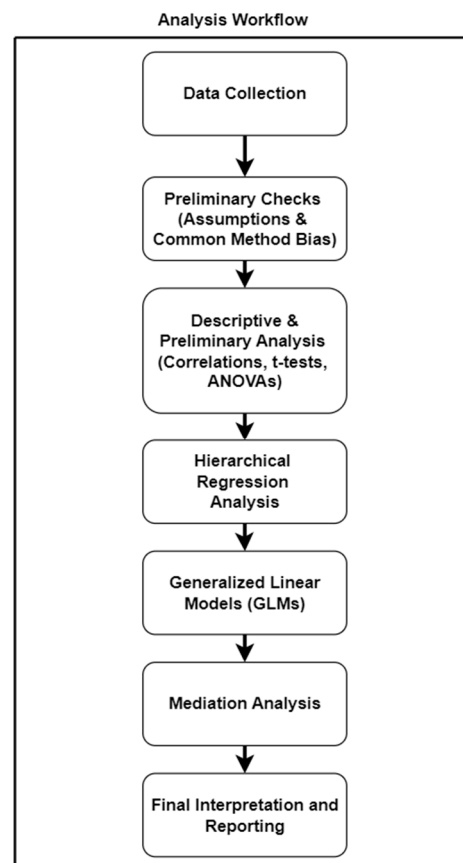 Analysis Workflow
Data Collection
Preliminary Checks
(Assumptions &
Common Method Bias)
Descriptive &
Preliminary Analysis
(Correlations, t-tests,
ANOVAs)
Hierarchical
Regression
Analysis
Generalized Linear
Models (GLMs)
Mediation Analysis
Final Interpretation and
Reporting